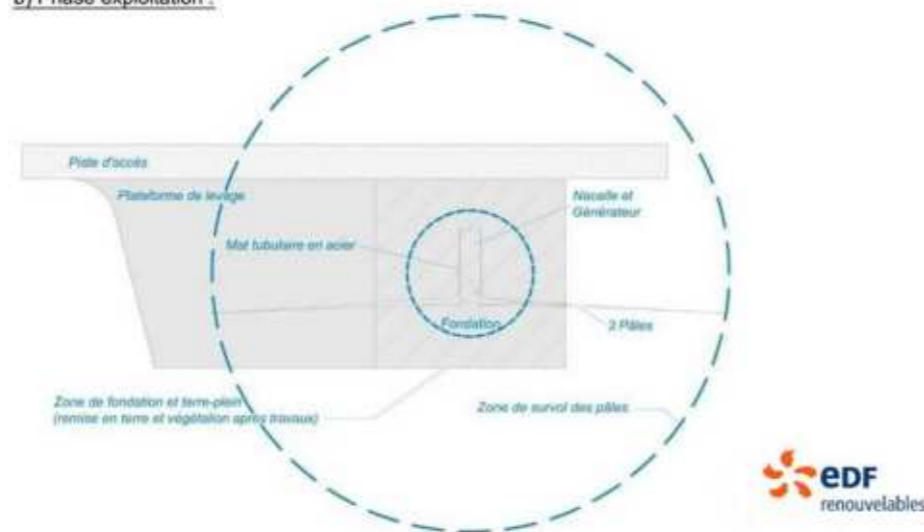 b) Phase exploitation :
Piste d'accès
Plateforme de levage
Nacelle et
Générateur
Mat tubulaire en acier
Fondation
3 Pâles
Zone de fondation et terre-plein
(remise en terre et végétation après travaux)
Zone de survol des pâles
edf
renouvelables